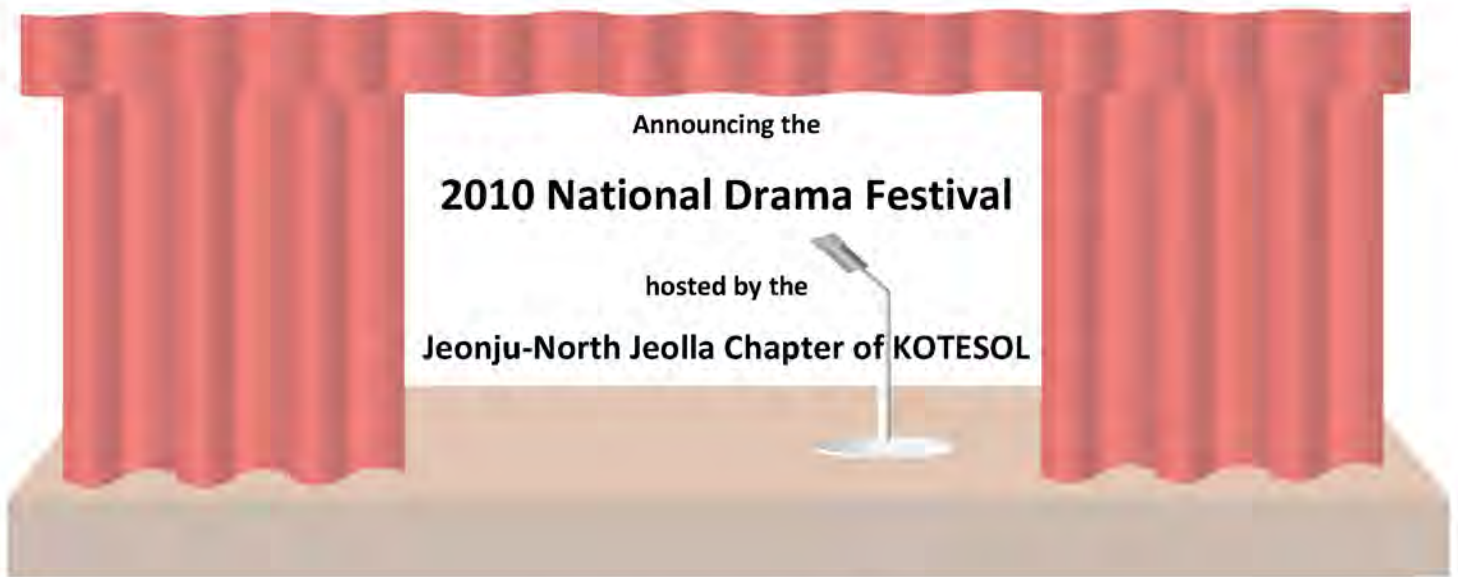 Announcing the
2010 National Drama Festival
hosted by the
Jeonju-North Jeolla Chapter of KOTESOL